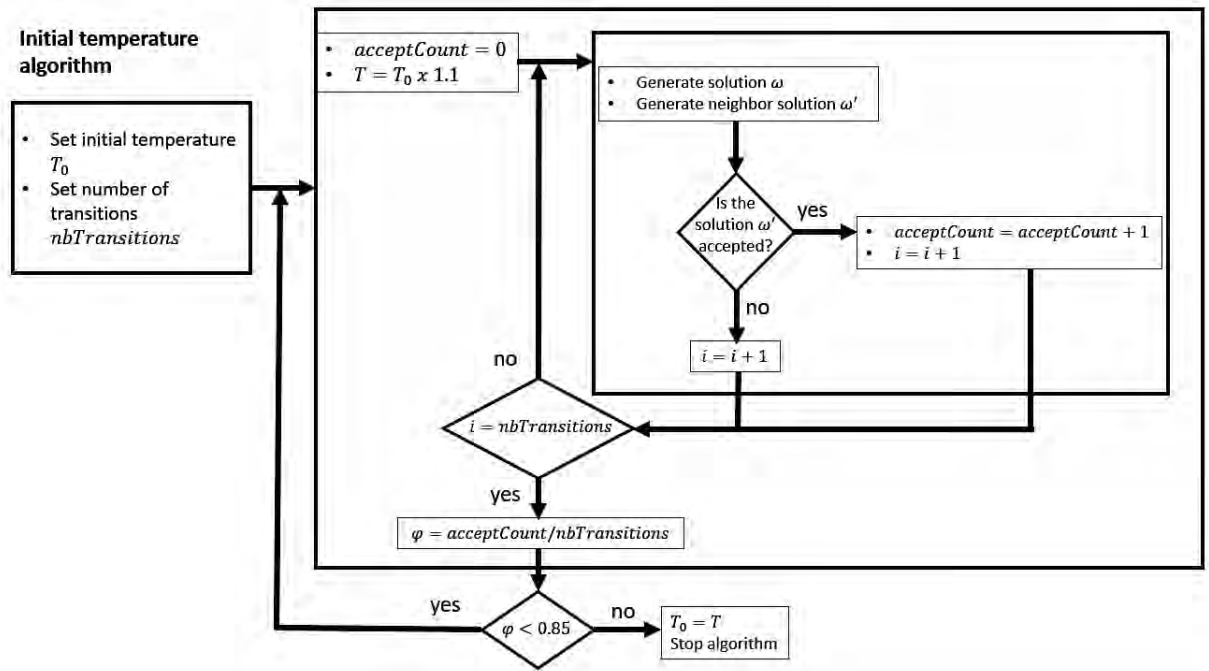 Initial temperature
algorithm
• Set initial temperature
T₀
• Set number of
transitions
nbTransitions
• acceptCount = 0
• T = T₀ x 1.1
• Generate solution ω
• Generate neighbor solution ω′
Is the
solution ω′
accepted?
yes
• acceptCount = acceptCount + 1
• i = i + 1
no
i = i + 1
no
i = nbTransitions
yes
φ = acceptCount/nbTransitions
yes
φ < 0.85
no
T₀ = T
Stop algorithm